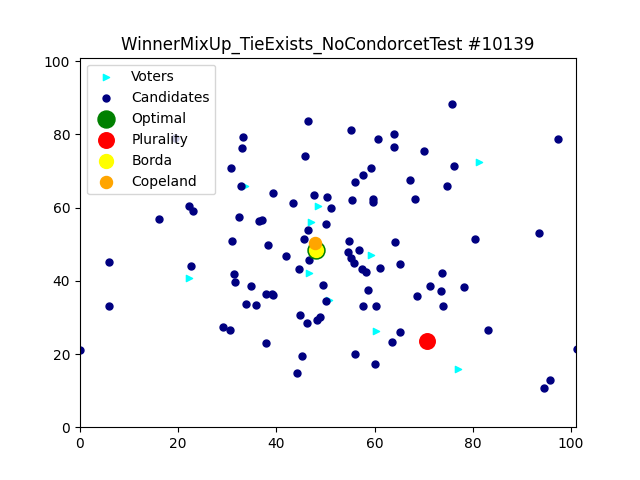 WinnerMixUp_TieExists_NoCondorcetTest #10139
Voters
Candidates
Optimal
Plurality
Borda
Copeland
100
80
60
40
20
0
0 20 40 60 80 100